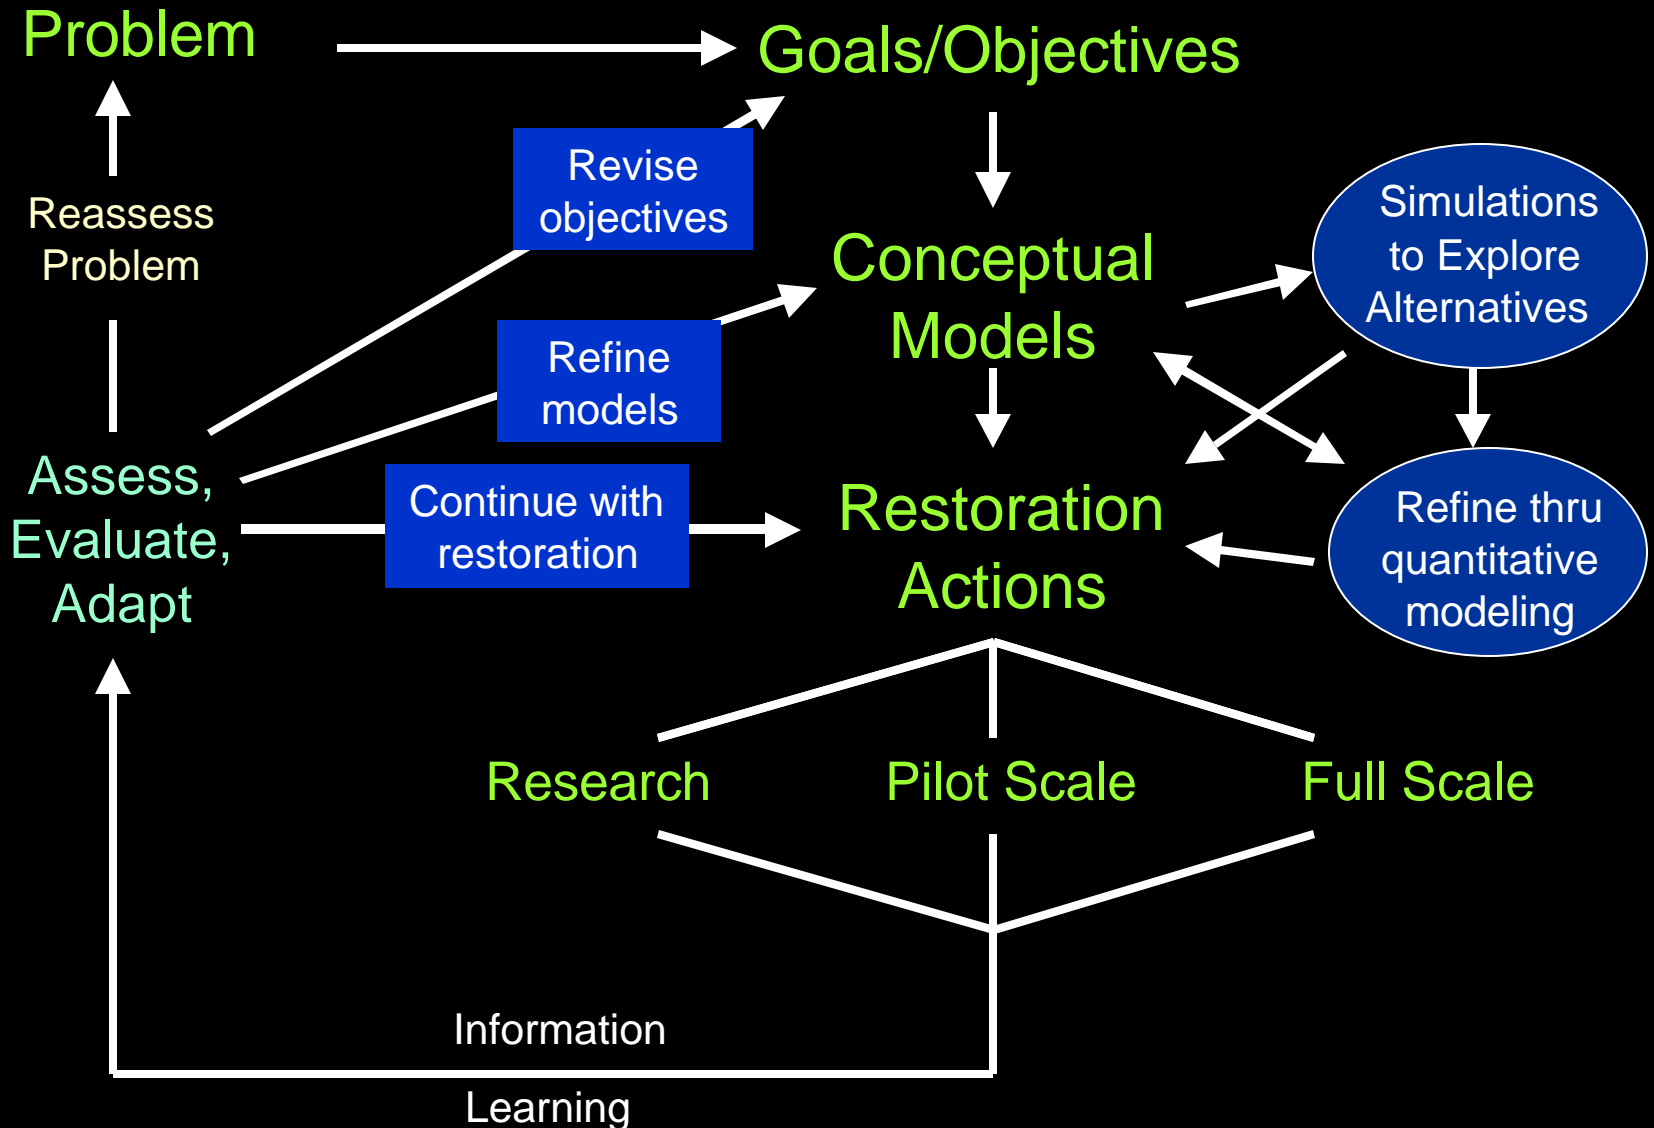 Problem
Goals/Objectives
Revise
objectives
Reassess
Problem
Simulations
to Explore
Alternatives
Conceptual
Models
Refine
models
Assess,
Evaluate,
Adapt
Continue with
restoration
Restoration
Actions
Refine thru
quantitative
modeling
Research
Pilot Scale
Full Scale
Information
Learning